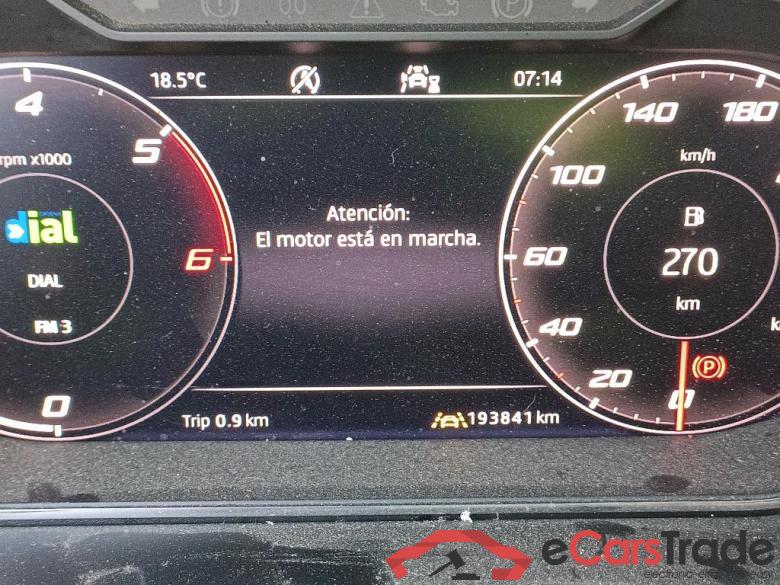 18.5°C
07:14
4
5
6
0
rpm x1000
dial
DIAL
FM 3
Atención:
El motor está en marcha.
140
180
100
60
40
20
0
km/h
270
km
P
Trip 0.9 km
193841 km
eCarsTrade